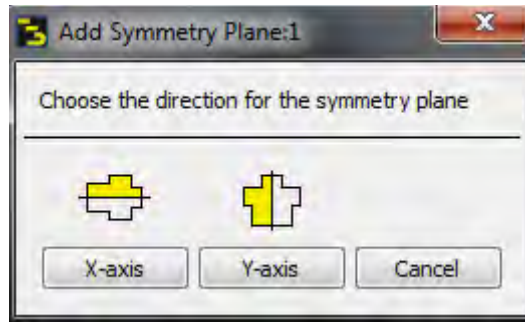 Add Symmetry Plane:1
Choose the direction for the symmetry plane
X-axis Y-axis Cancel